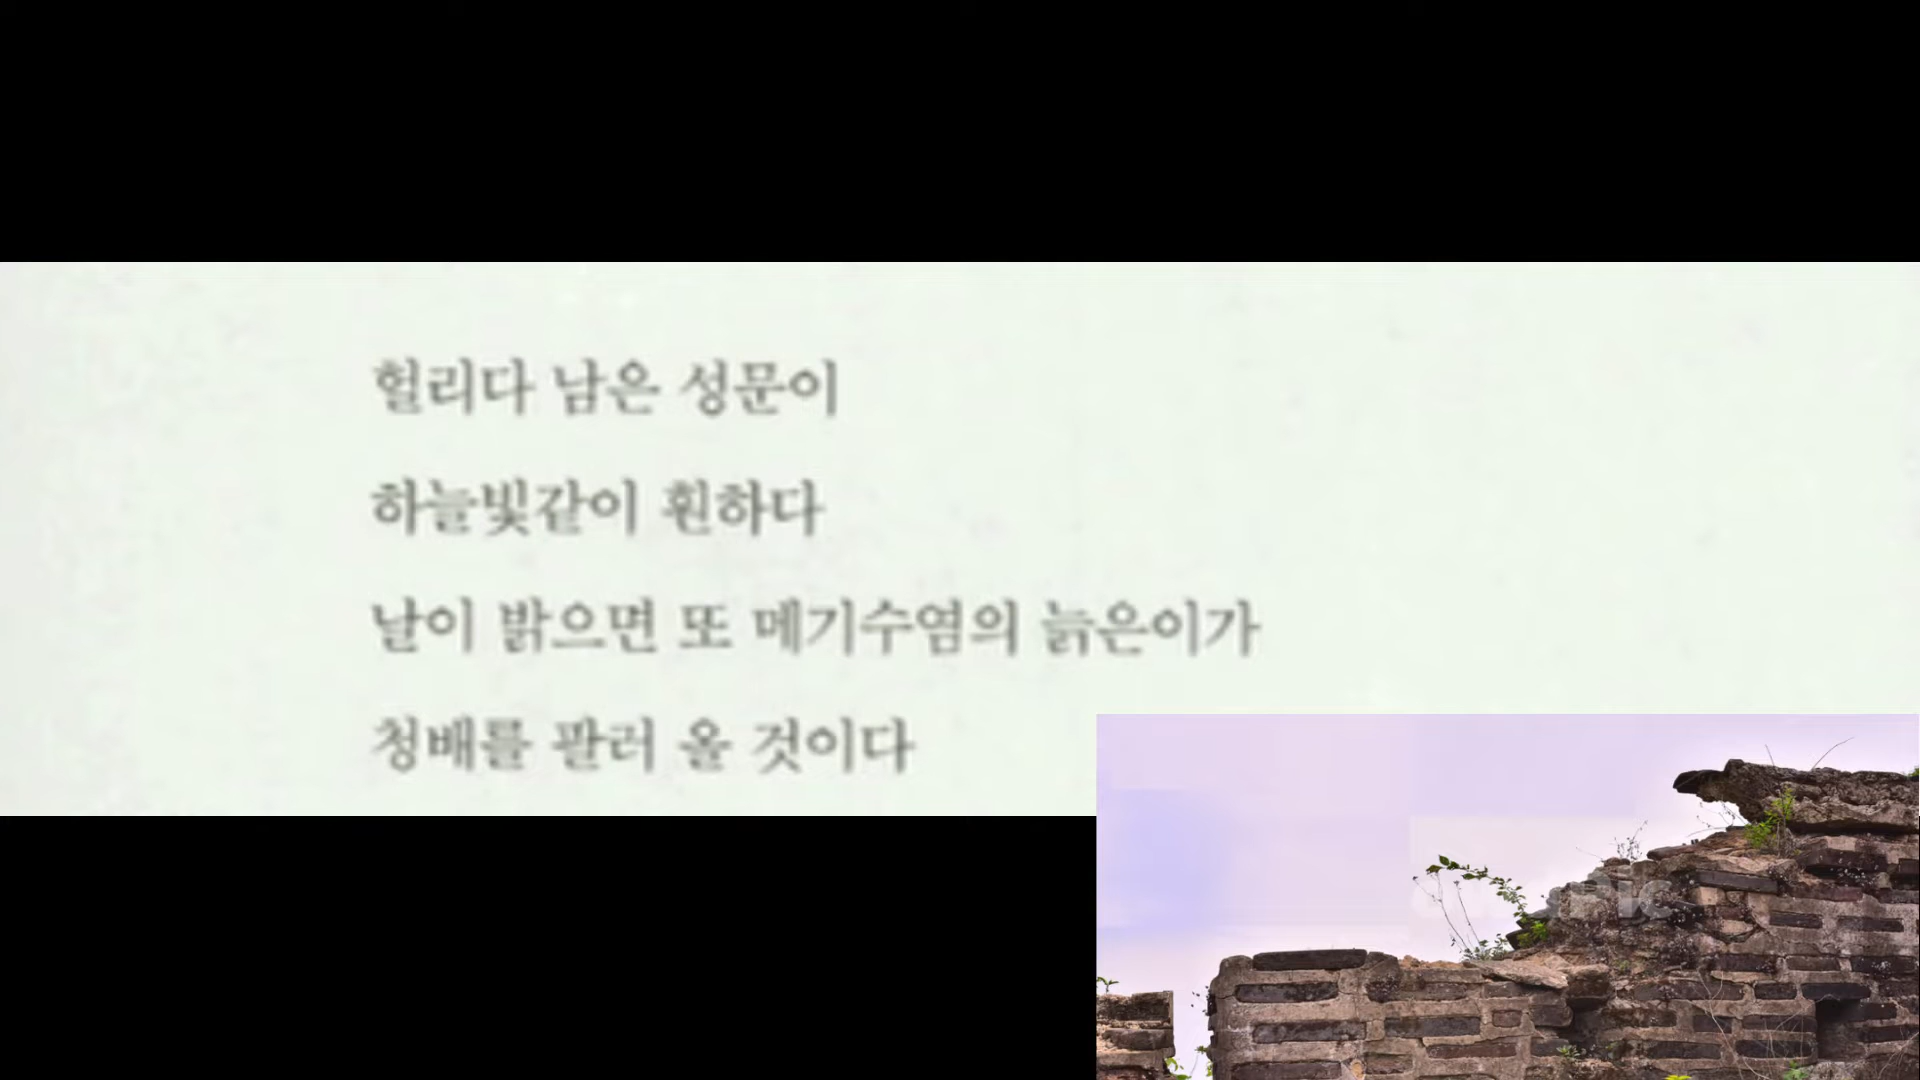 헐리다 남은 성문이
하늘빛같이 훤하다
날이 밝으면 또 메기수염의 늙은이가
청배를 팔러 올 것이다
Pic